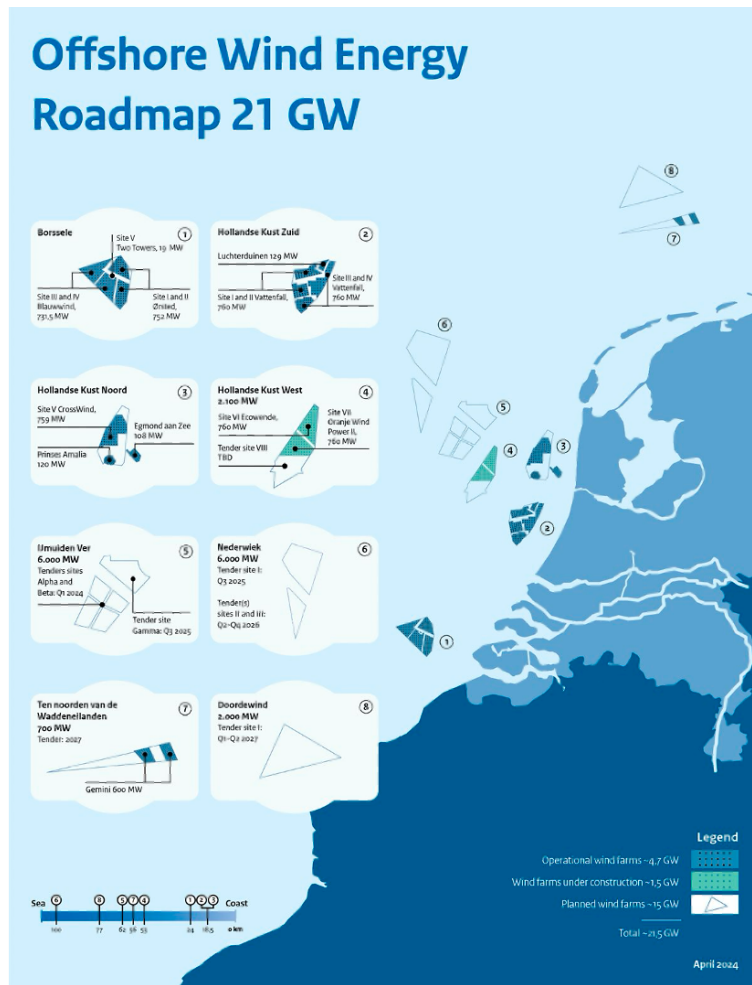 Offshore Wind Energy
Roadmap 21 GW
Borssele
1
Site V
Two Towers, 19 MW
Site III and IV
Blauwwind,
731,5 MW
Site I and II
Ørsted,
752 MW
Hollandse Kust Zuid
2
Luchterduinen 129 MW
Site I and II Vattenfall,
760 MW
Site III and IV
Vattenfall,
760 MW
Hollandse Kust Noord
3
Site V CrossWind,
759 MW
Egmond aan Zee
108 MW
Prinses Amalia
120 MW
Hollandse Kust West
2.100 MW
4
Site VI Ecowende,
760 MW
Site VII
Oranje Wind
Power II,
760 MW
Tender site VIII
TBD
IJmuiden Ver
6.000 MW
5
Tenders sites
Alpha and
Beta: Q1 2024
Tender site
Gamma: Q3 2025
Nederwiek
6.000 MW
6
Tender site I:
Q3 2025
Tender(s)
sites II and III:
Q2-Q4 2026
Ten noorden van de
Waddeneilanden
700 MW
7
Tender: 2027
Gemini 600 MW
Doordewind
2.000 MW
8
Tender site I:
Q1-Q2 2027
8
7
6
5
4
3
2
1
Sea
6
8
5
7
4
1
2
3
Coast
100
77
62
56
53
24
18,5
0 km
Legend
Operational wind farms ~4,7 GW
Wind farms under construction ~1,5 GW
Planned wind farms ~15 GW
Total ~21,5 GW
April 2024